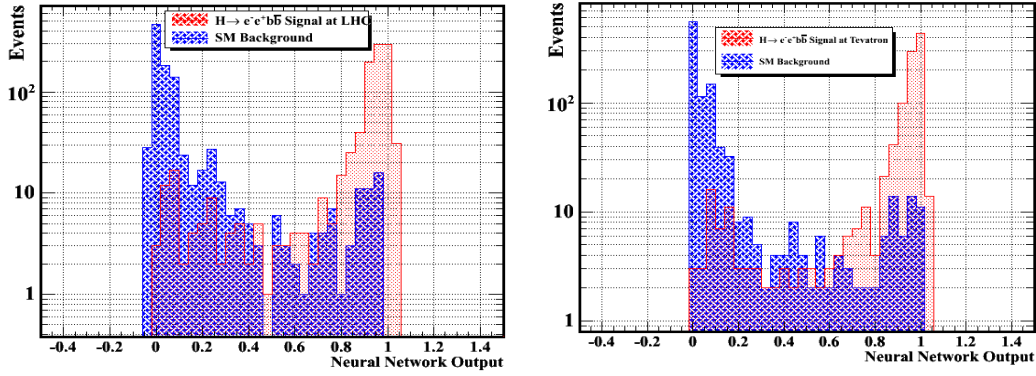 Events
H→ e⁻e⁺bb̅ Signal at LHC
SM Background
10²
10
1
-0.4 -0.2 0 0.2 0.4 0.6 0.8 1 1.2 1.4
Neural Network Output
Events
H→ e⁻e⁺bb̅ Signal at Tevatron
SM Background
10²
10
1
-0.4 -0.2 0 0.2 0.4 0.6 0.8 1 1.2 1.4
Neural Network Output